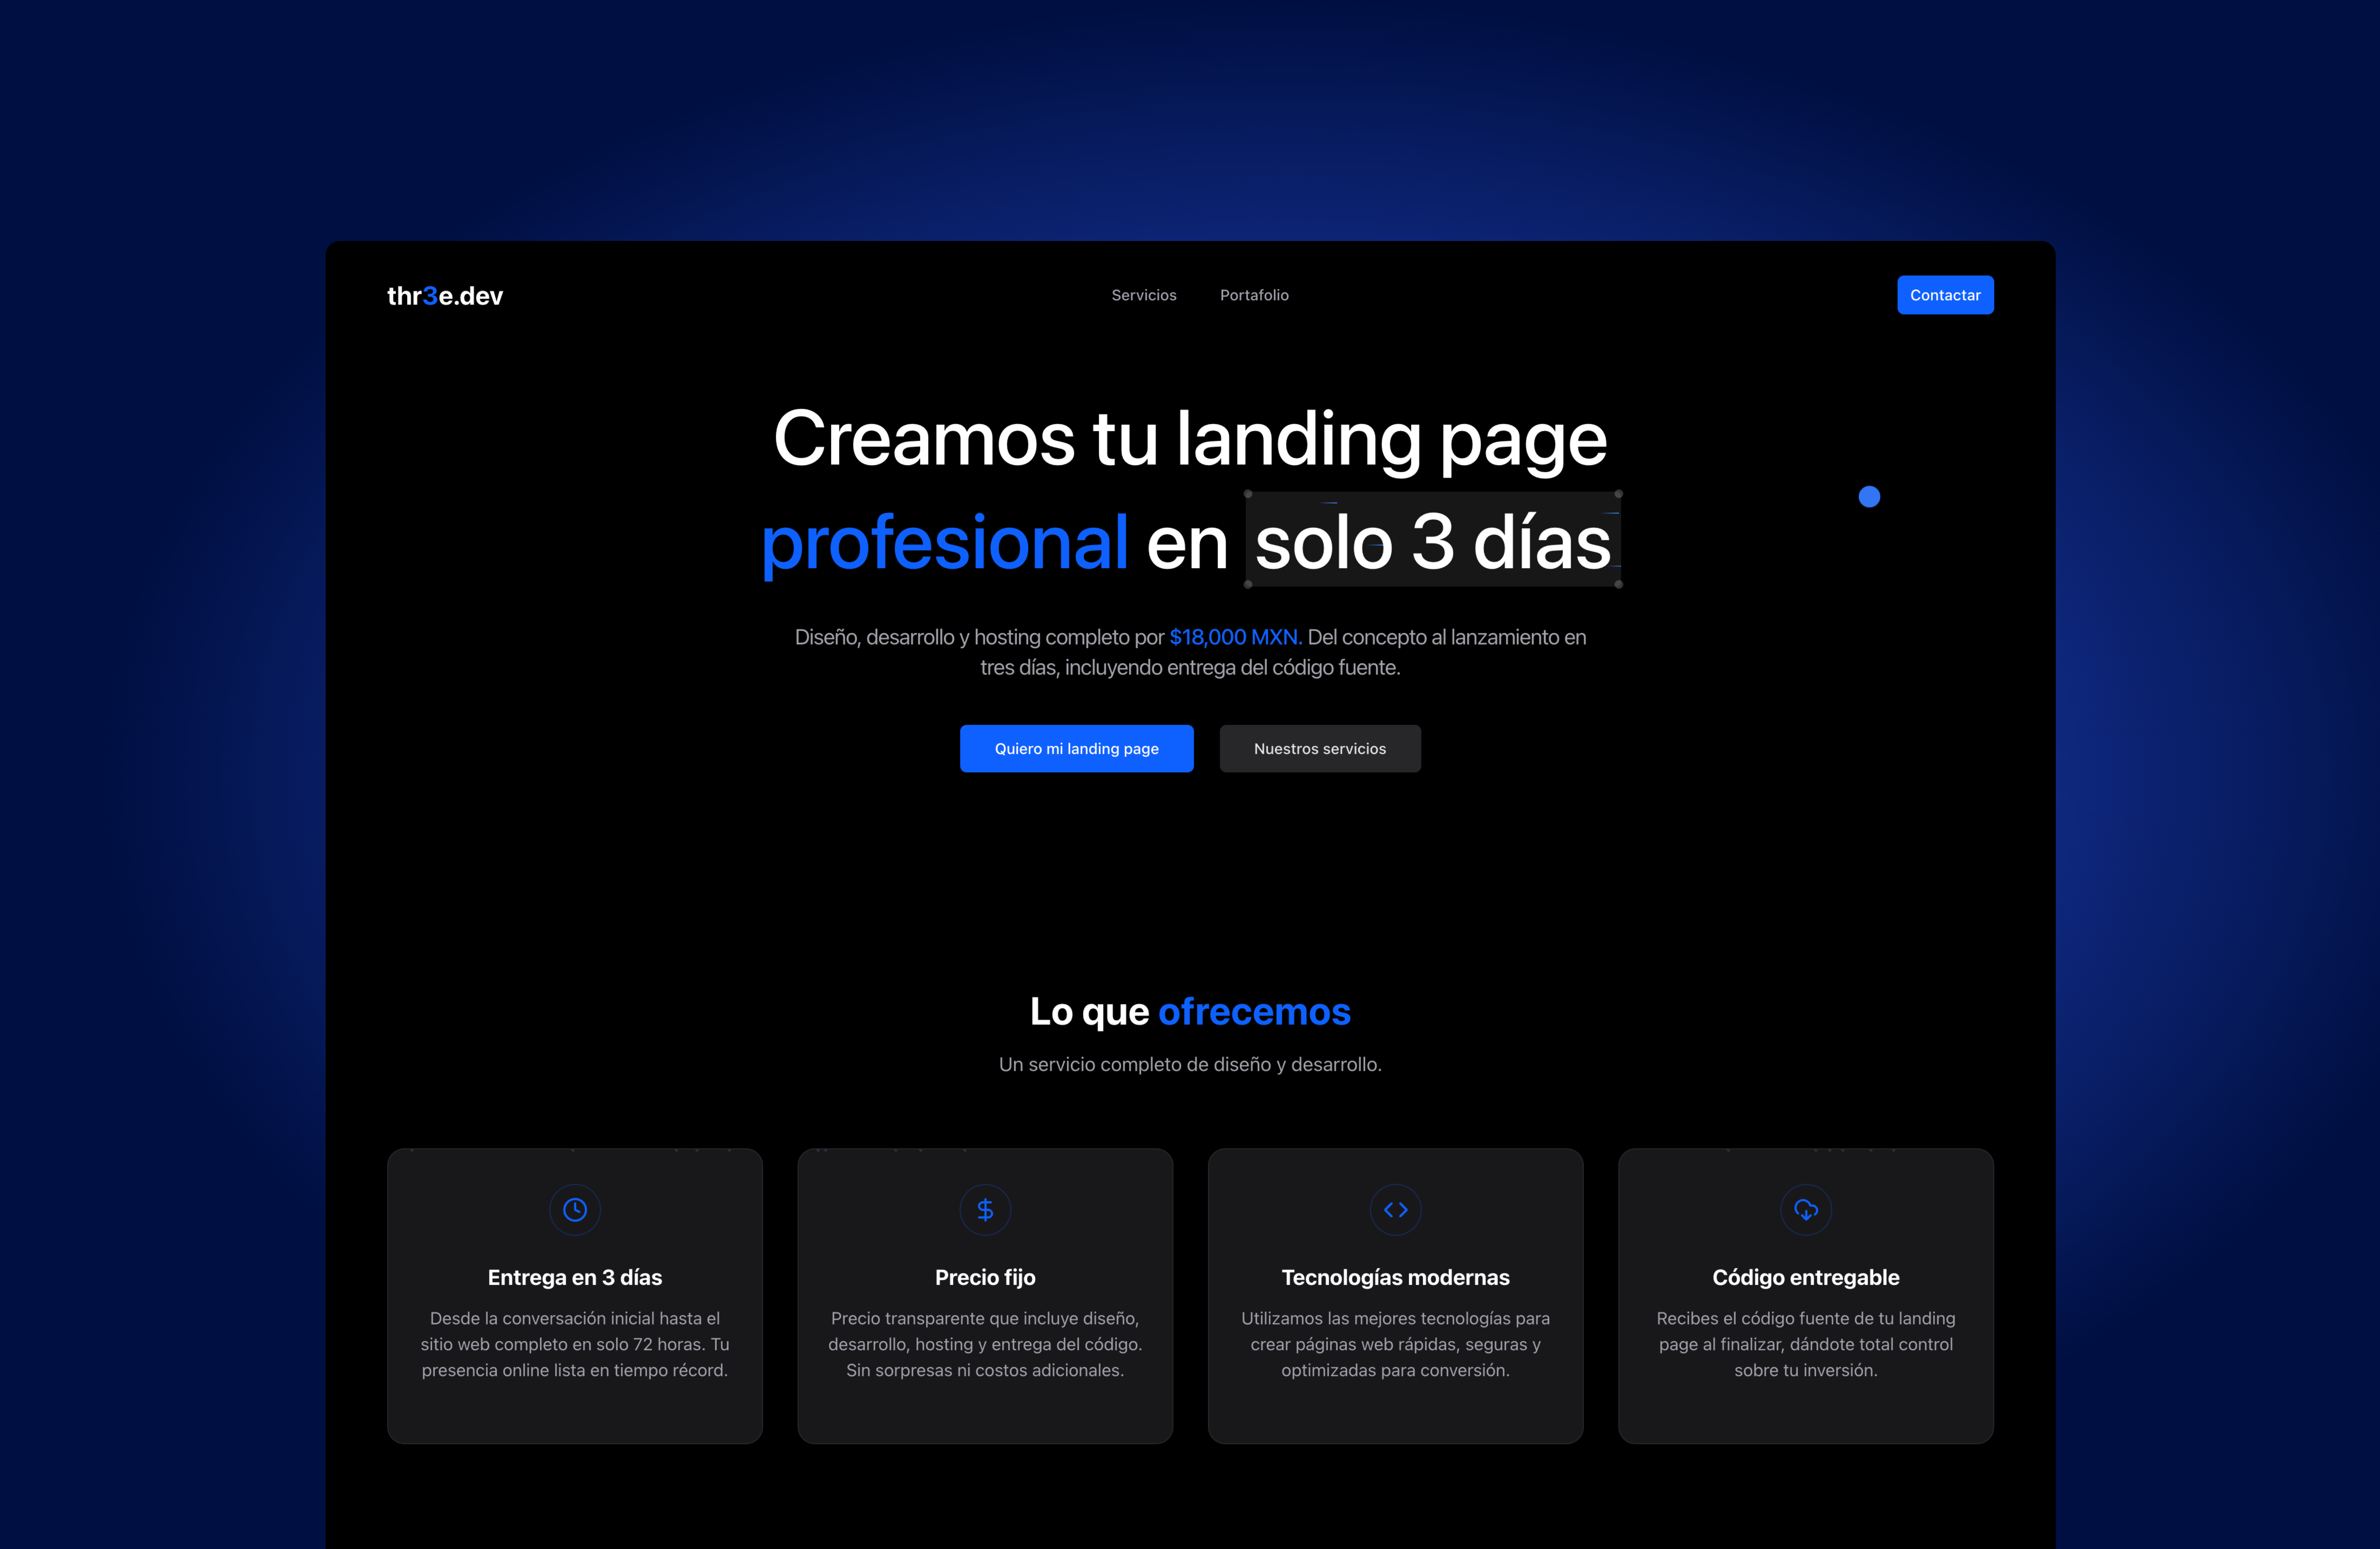 thr3e.dev
Servicios
Portafolio
Contactar
Creamos tu landing page
profesional en solo 3 días
Diseño, desarrollo y hosting completo por $18,000 MXN. Del concepto al lanzamiento en
tres días, incluyendo entrega del código fuente.
Quiero mi landing page
Nuestros servicios
Lo que ofrecemos
Un servicio completo de diseño y desarrollo.
Entrega en 3 días
Desde la conversación inicial hasta el
sitio web completo en solo 72 horas. Tu
presencia online lista en tiempo récord.
Precio fijo
Precio transparente que incluye diseño,
desarrollo, hosting y entrega del código.
Sin sorpresas ni costos adicionales.
Tecnologías modernas
Utilizamos las mejores tecnologías para
crear páginas web rápidas, seguras y
optimizadas para conversión.
Código entregable
Recibes el código fuente de tu landing
page al finalizar, dándote total control
sobre tu inversión.